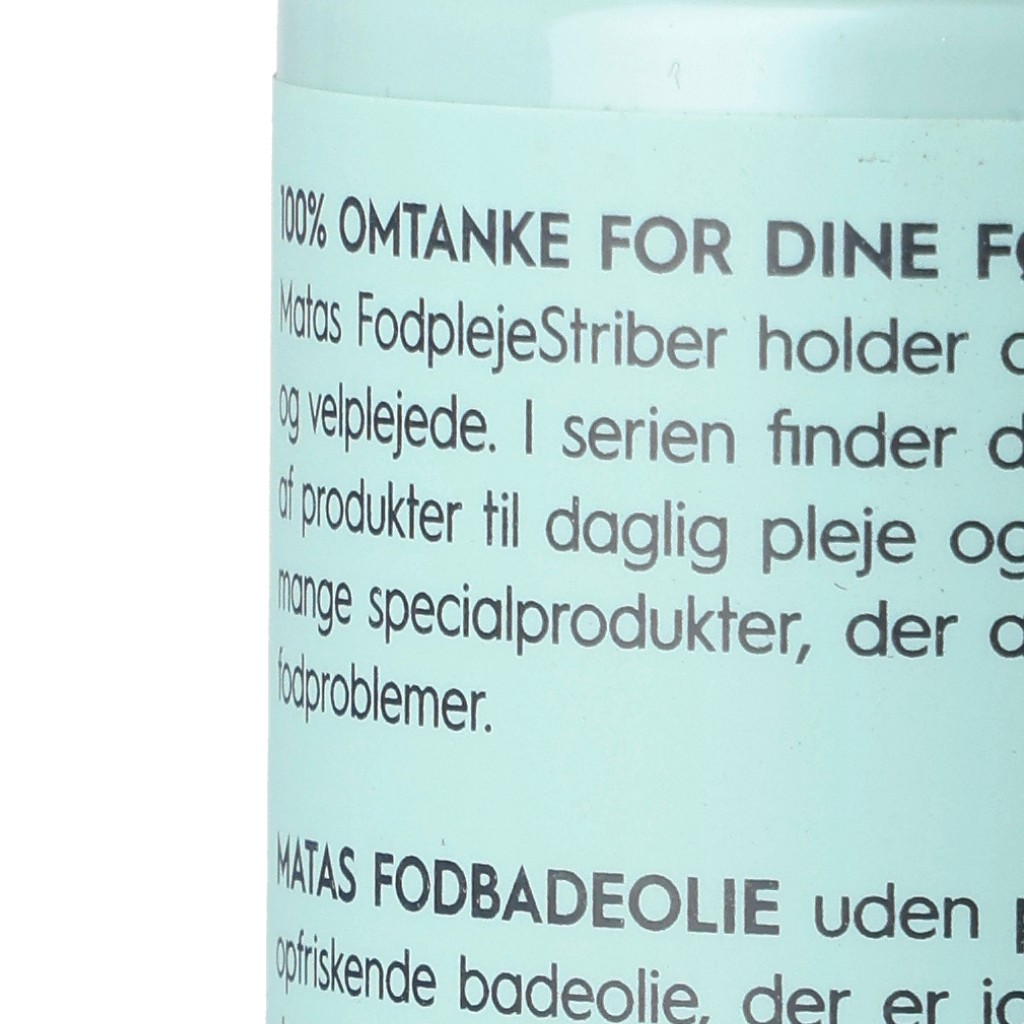 100% OMTANKE FOR DINE
Matas FodplejeStriber holder
og velplejede. I serien finder
af produkter til daglig pleje og
mange specialprodukter, der
fodproblemer.
MATAS FODBADEOLIE uden
opfriskende badeolie, der er